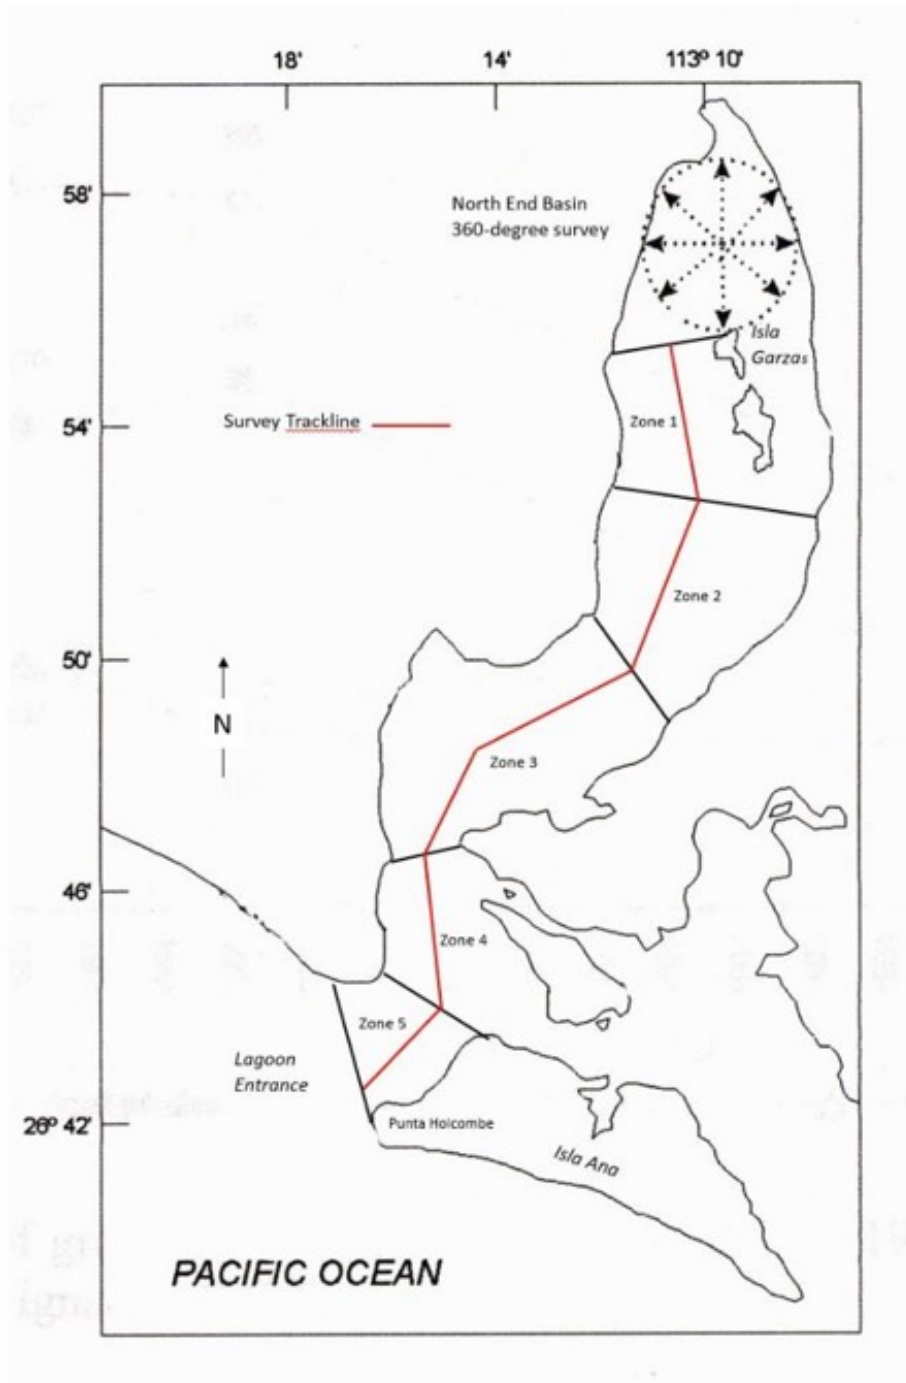 18' 14' 113º 10'
58'
North End Basin
360-degree survey
Isla
Garzas
Survey Trackline
54'
Zone 1
Zone 2
50'
N
Zone 3
46'
Zone 4
Zone 5
Lagoon
Entrance
26º 42'
Punta Holcombe
Isla Ana
PACIFIC OCEAN